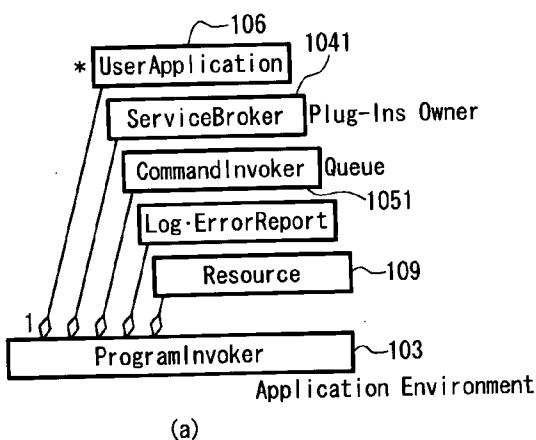 106
* UserApplication
1041
ServiceBroker Plug-Ins Owner
CommandInvoker Queue
1051
Log·ErrorReport
Resource 109
1
ProgramInvoker 103
Application Environment
(a)